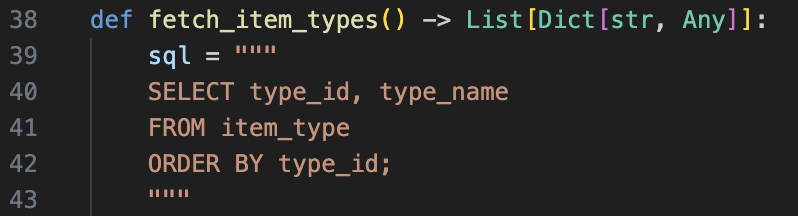 38 def fetch_item_types() -> List[Dict[str, Any]]:
39 sql = """
40 SELECT type_id, type_name
41 FROM item_type
42 ORDER BY type_id;
43 """